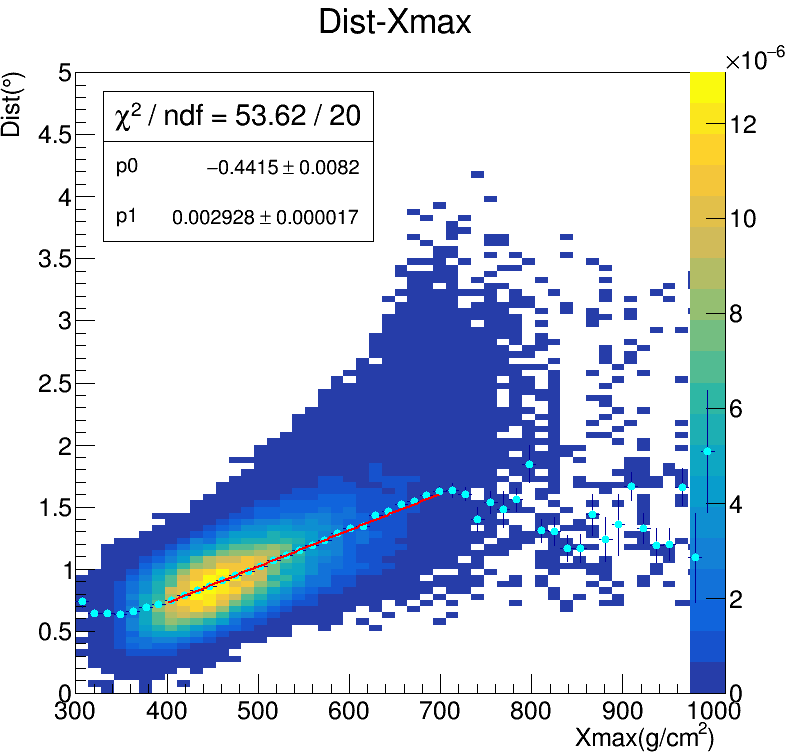 Dist-Xmax
×10⁻⁶
Dist(°)
χ² / ndf = 53.62 / 20
p0 −0.4415 ± 0.0082
p1 0.002928 ± 0.000017
5
4.5
4
3.5
3
2.5
2
1.5
1
0.5
0
12
10
8
6
4
2
0
300 400 500 600 700 800 900 1000
Xmax(g/cm²)